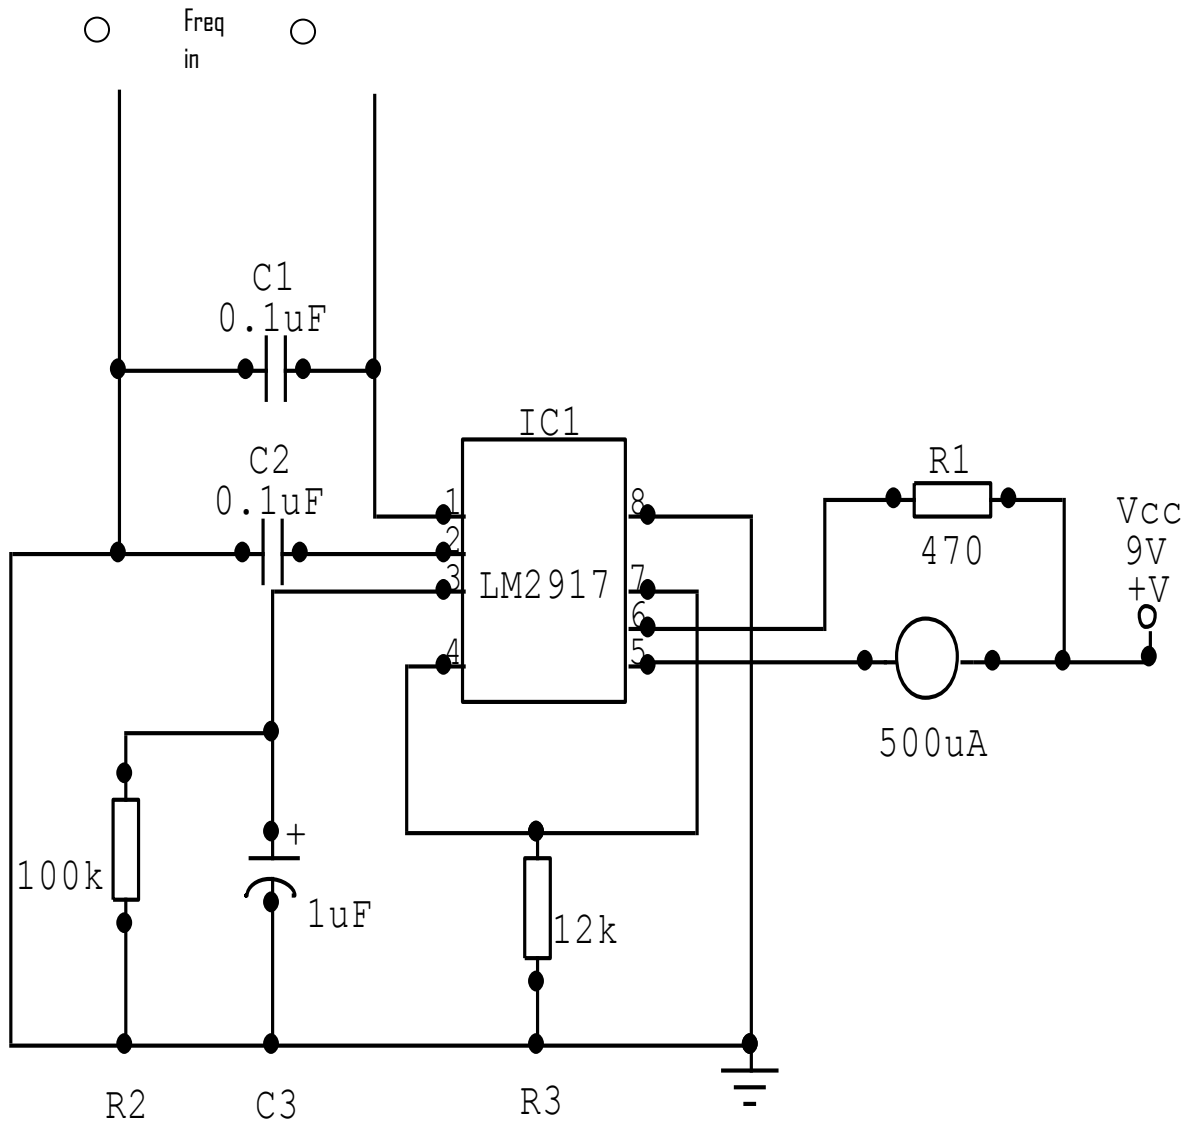 Freq
in
C1
0.1uF
IC1
C2
0.1uF
R1
470
Vcc
9V
+V
1
2
3
4
LM2917
8
7
6
5
500uA
+
100k
1uF
12k
R2
C3
R3